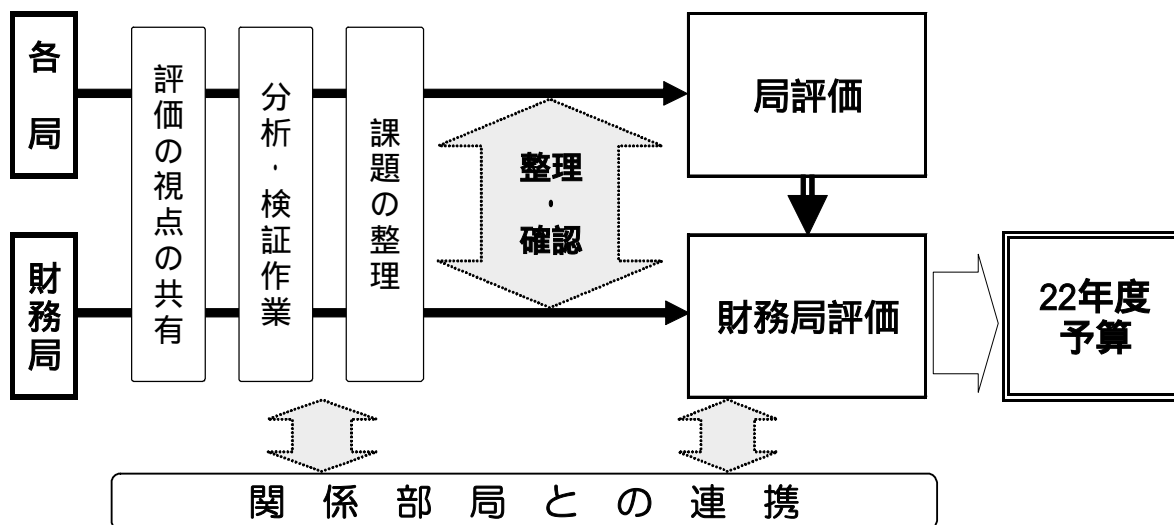 各局
評価の視点の共有
分析・検証作業
課題の整理
整理
・
確認
局評価
財務局
財務局評価
22年度
予算
関係部局との連携